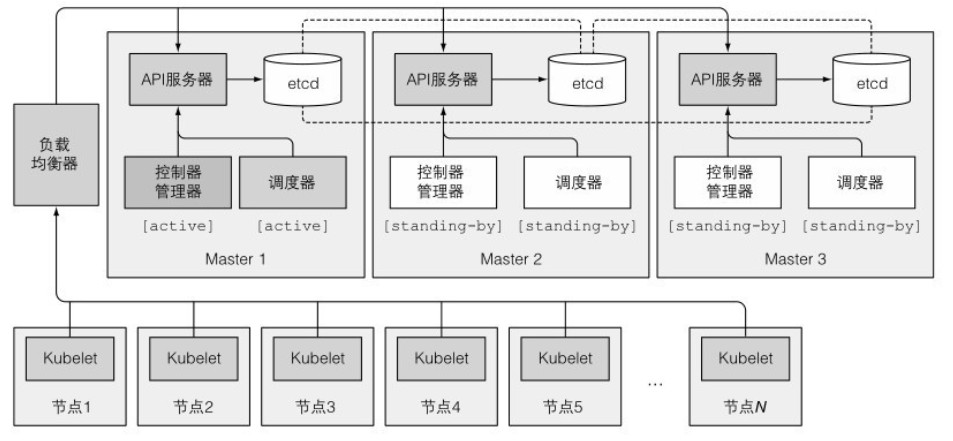 API服务器
etcd
API服务器
etcd
API服务器
etcd
负载
均衡器
控制器
管理器
调度器
控制器
管理器
调度器
控制器
管理器
调度器
[active]
[active]
[standing-by]
[standing-by]
[standing-by]
[standing-by]
Master 1
Master 2
Master 3
Kubelet
Kubelet
Kubelet
Kubelet
Kubelet
...
Kubelet
节点1
节点2
节点3
节点4
节点5
节点N